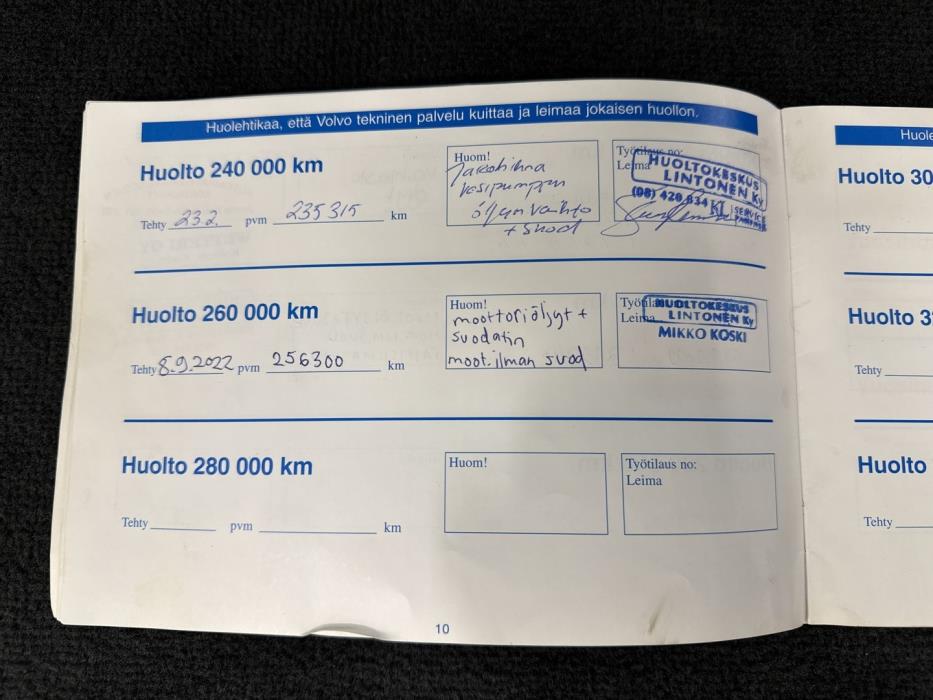 Huolehtikaa, että Volvo tekninen palvelu kuittaa ja leimaa jokaisen huollon.
Huolto 240 000 km
Tehty 23.2. pvm 235315 km
Huom!
Jakohihna
vesipumppu
öljyn vaihto
+ suod
Työtilaus no:
Leima
HUOLTOKESKUS
LINTONEN Ky
(08) 420 634
SERVICE
Huolto 260 000 km
Tehty 8.9.2022 pvm 256300 km
Huom!
moottoriöljyt +
suodatin
moot.ilman suod
Työtila
Leima
HUOLTOKESKUS
LINTONEN Ky
MIKKO KOSKI
Huolto 280 000 km
Tehty pvm km
Huom!
Työtilaus no:
Leima
10
Huole
Huolto 30
Tehty
Huolto 3
Tehty
Huolto
Tehty